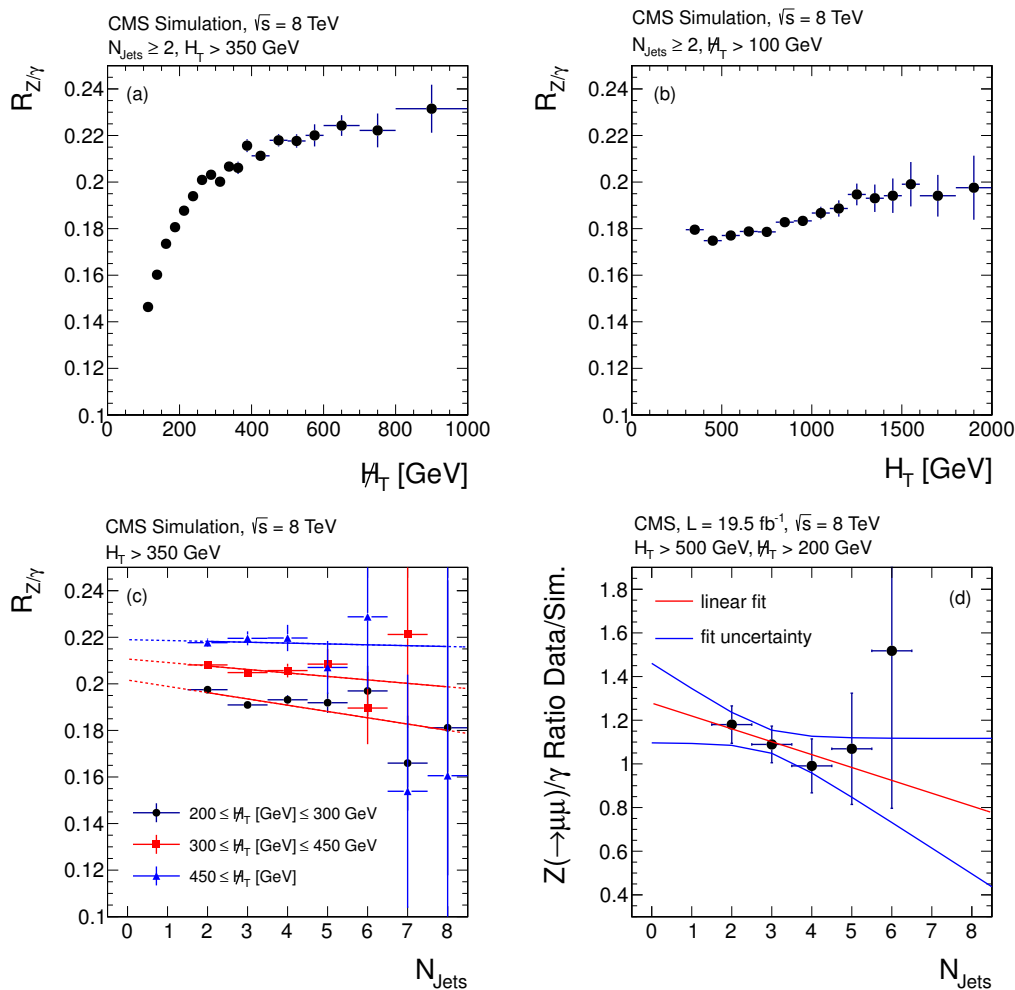 CMS Simulation, √s = 8 TeV
N_Jets ≥ 2, H_T > 350 GeV
R_Z/γ
(a)
0.24
0.22
0.2
0.18
0.16
0.14
0.12
0.1
0 200 400 600 800 1000
H̸_T [GeV]
CMS Simulation, √s = 8 TeV
N_Jets ≥ 2, H̸_T > 100 GeV
R_Z/γ
(b)
0.24
0.22
0.2
0.18
0.16
0.14
0.12
0.1
0 500 1000 1500 2000
H_T [GeV]
CMS Simulation, √s = 8 TeV
H_T > 350 GeV
R_Z/γ
(c)
0.24
0.22
0.2
0.18
0.16
0.14
0.12
0.1
200 ≤ H̸_T [GeV] ≤ 300 GeV
300 ≤ H̸_T [GeV] ≤ 450 GeV
450 ≤ H̸_T [GeV]
0 1 2 3 4 5 6 7 8
N_Jets
CMS, L = 19.5 fb⁻¹, √s = 8 TeV
H_T > 500 GeV, H̸_T > 200 GeV
Z(→μμ)/γ Ratio Data/Sim.
(d)
linear fit
fit uncertainty
1.8
1.6
1.4
1.2
1
0.8
0.6
0.4
0 1 2 3 4 5 6 7 8
N_Jets